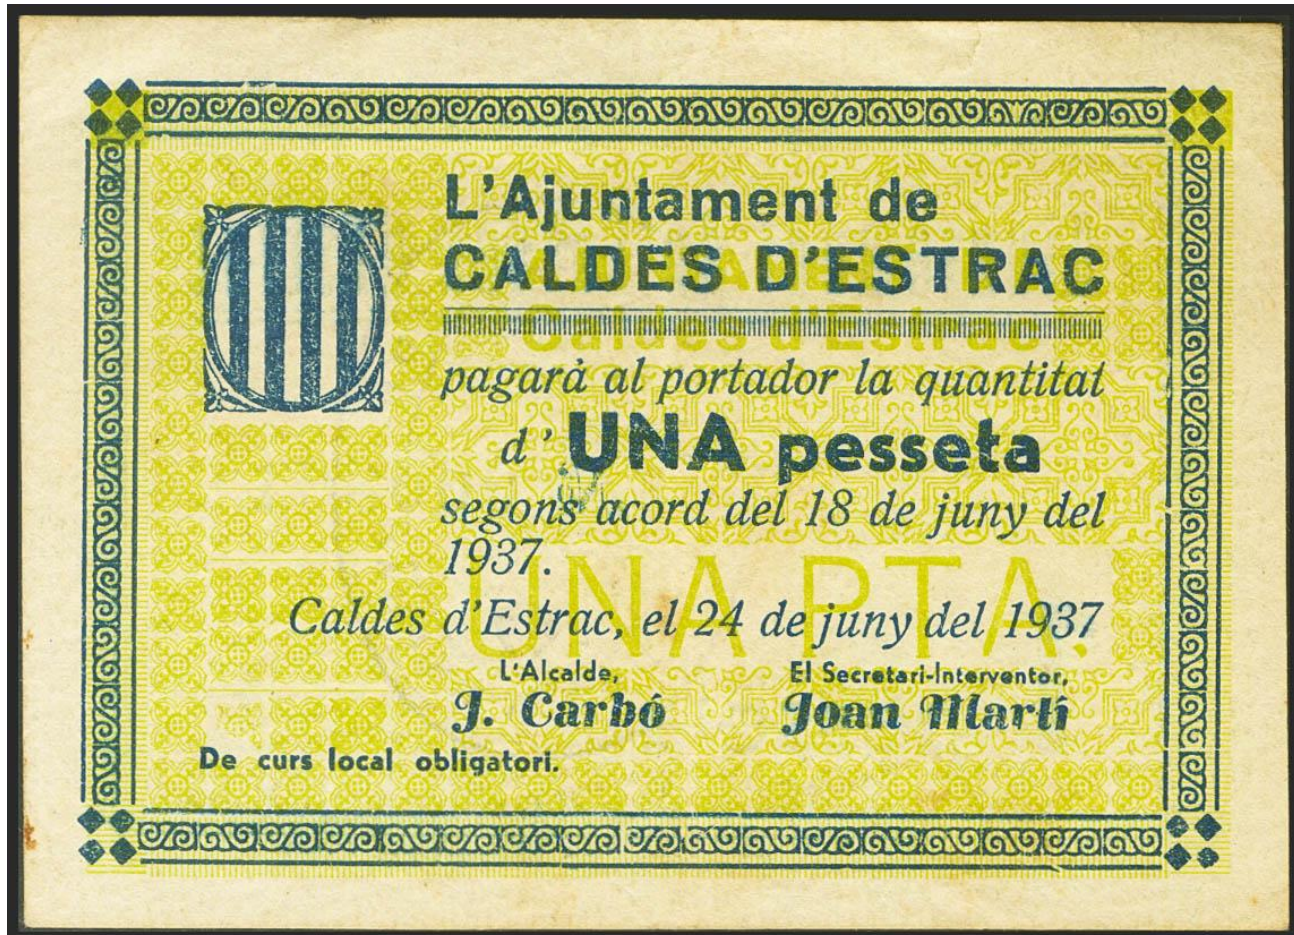 L'Ajuntament de
CALDES D'ESTRAC
Caldes d'Estrac
pagarà al portador la quantitat
d' UNA pesseta
segons acord del 18 de juny del
1937.
UNA PTA.
Caldes d'Estrac, el 24 de juny del 1937
L'Alcalde, El Secretari-Interventor,
J. Carbó Joan Martí
De curs local obligatori.